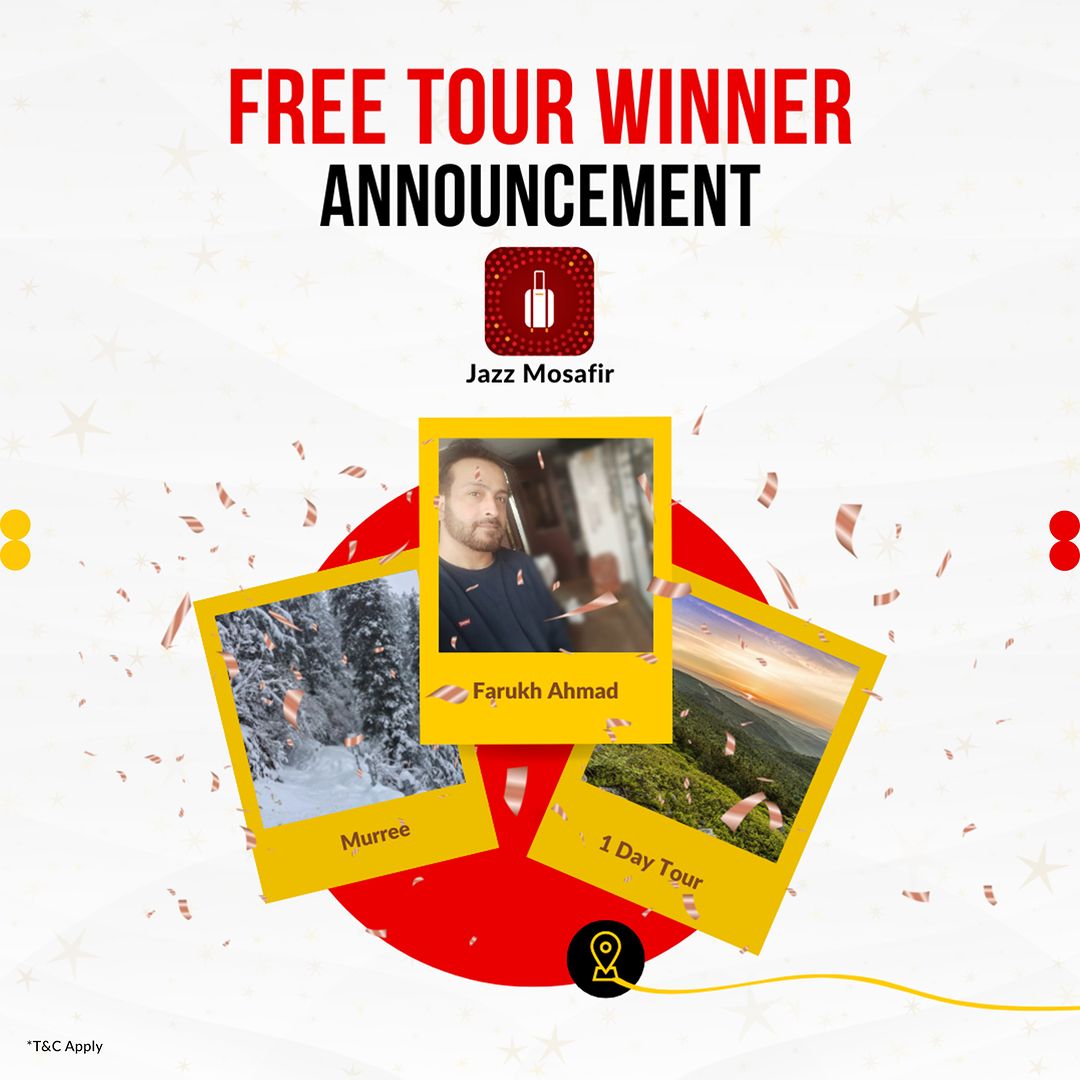 FREE TOUR WINNER
ANNOUNCEMENT
Jazz Mosafir
Farukh Ahmad
Murree
1 Day Tour
*T&C Apply